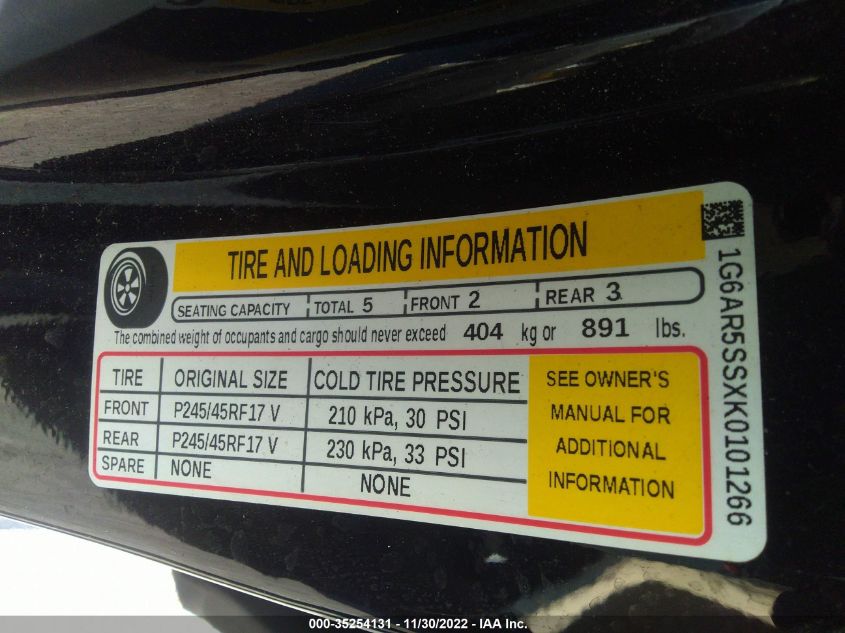 TIRE AND LOADING INFORMATION
SEATING CAPACITY TOTAL 5 FRONT 2 REAR 3
The combined weight of occupants and cargo should never exceed 404 kg or 891 lbs.
TIRE ORIGINAL SIZE COLD TIRE PRESSURE
FRONT P245/45RF17 V 210 kPa, 30 PSI
REAR P245/45RF17 V 230 kPa, 33 PSI
SPARE NONE NONE
SEE OWNER'S
MANUAL FOR
ADDITIONAL
INFORMATION
1G6AR5SSXK0101266
000-35254131 - 11/30/2022 - IAA Inc.